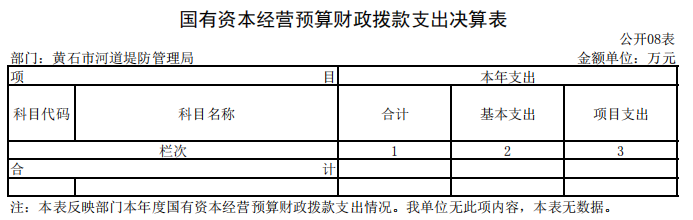 国有资本经营预算财政拨款支出决算表
公开08表
部门：黄石市河道堤防管理局 金额单位：万元
项 目 本年支出
科目代码 科目名称 合计 基本支出 项目支出
栏次 1 2 3
合 计
注：本表反映部门本年度国有资本经营预算财政拨款支出情况。我单位无此项内容，本表无数据。